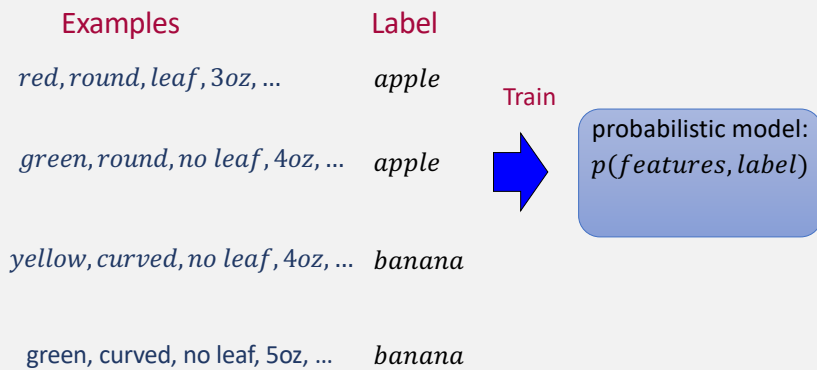 Examples Label
red, round, leaf, 3oz, … apple
Train
probabilistic model:
p(features, label)
green, round, no leaf, 4oz, … apple
yellow, curved, no leaf, 4oz, … banana
green, curved, no leaf, 5oz, … banana